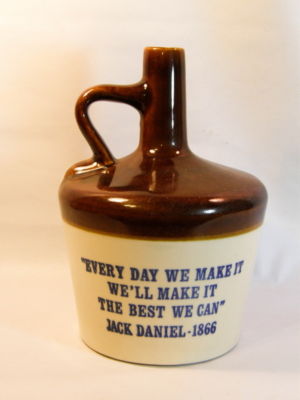 "EVERY DAY WE MAKE IT
WE'LL MAKE IT
THE BEST WE CAN"
JACK DANIEL-1866